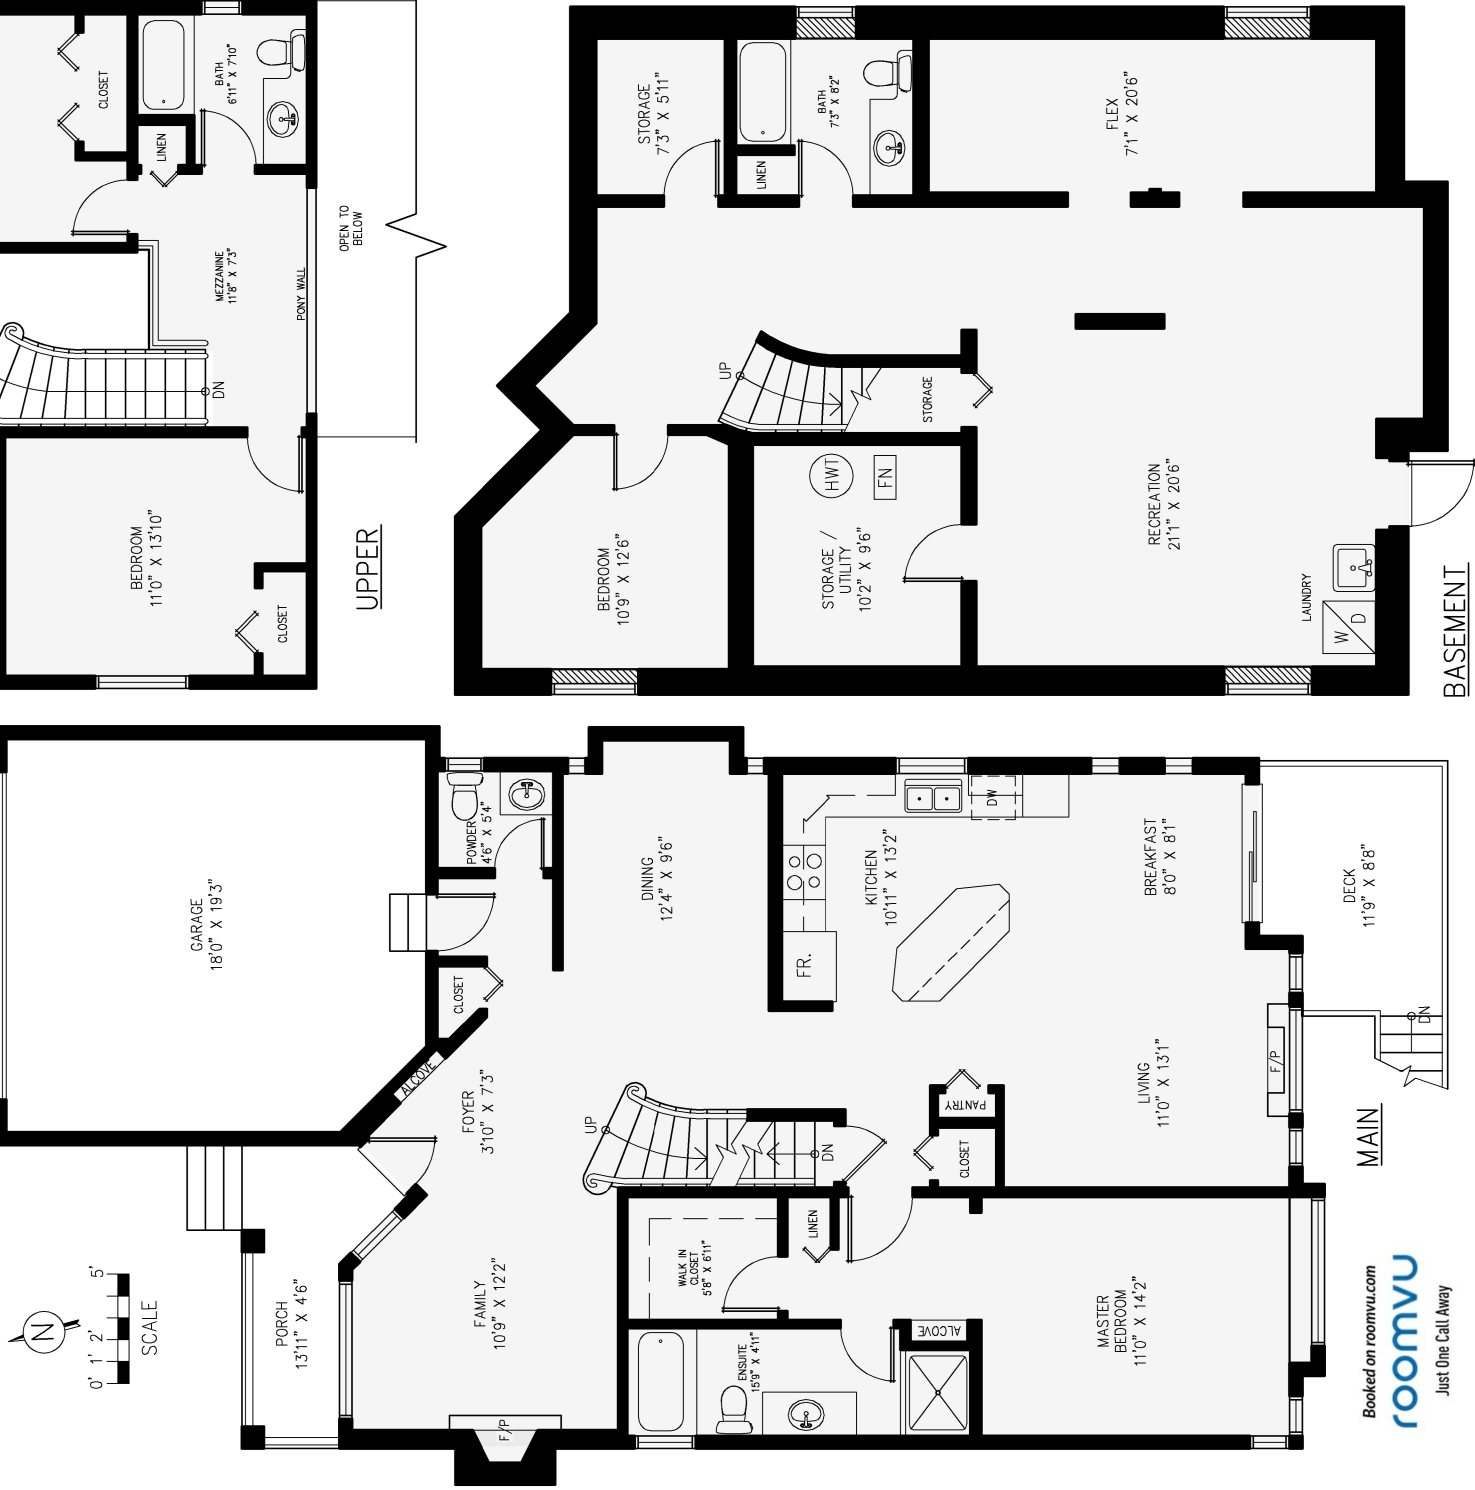 CLOSET
BATH
6'11" X 7'10"
LINEN
MEZZANINE
11'8" X 7'3"
PONY WALL
OPEN TO
BELOW
DN
BEDROOM
11'0" X 13'10"
CLOSET
UPPER
STORAGE
7'3" X 5'11"
BATH
7'3" X 8'2"
LINEN
FLEX
7'1" X 20'6"
UP
STORAGE
BEDROOM
10'9" X 12'6"
HWT
FN
STORAGE /
UTILITY
10'2" X 9'6"
RECREATION
21'1" X 20'6"
LAUNDRY
W
D
BASEMENT
GARAGE
18'0" X 19'3"
POWDER
4'6" X 5'4"
CLOSET
ALCOVE
FOYER
3'10" X 7'3"
DINING
12'4" X 9'6"
KITCHEN
10'11" X 13'2"
DW
FR.
BREAKFAST
8'0" X 8'1"
DECK
11'9" X 8'8"
DN
LIVING
11'0" X 13'1"
F/P
PANTRY
CLOSET
UP
DN
LINEN
WALK IN
CLOSET
5'8" X 6'11"
ENSUITE
15'9" X 4'11"
ALCOVE
MASTER
BEDROOM
11'0" X 14'2"
FAMILY
10'9" X 12'2"
F/P
PORCH
13'11" X 4'6"
MAIN
N
0' 1' 2' 5'
SCALE
Booked on roomvu.com
roomvu
Just One Call Away